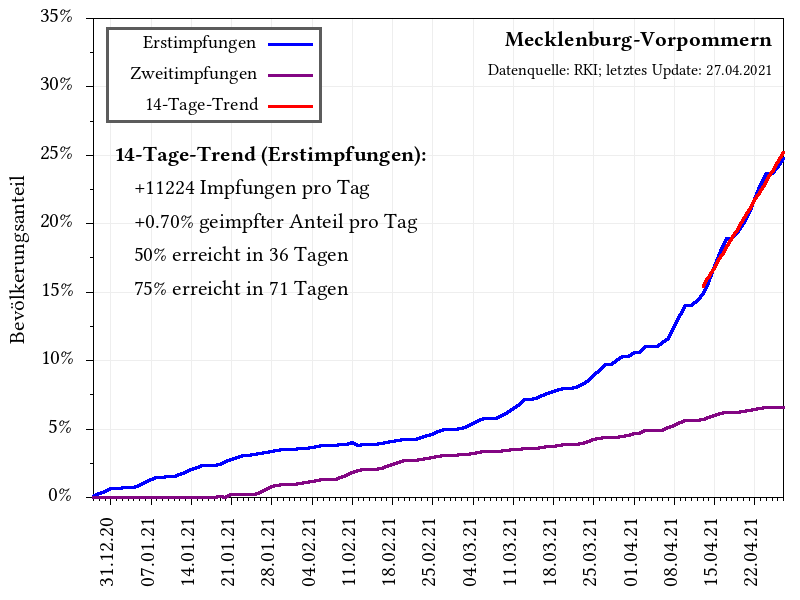 Mecklenburg-Vorpommern
Datenquelle: RKI; letztes Update: 27.04.2021
Erstimpfungen
Zweitimpfungen
14-Tage-Trend
14-Tage-Trend (Erstimpfungen):
+11224 Impfungen pro Tag
+0.70% geimpfter Anteil pro Tag
50% erreicht in 36 Tagen
75% erreicht in 71 Tagen
Bevölkerungsanteil
35%
30%
25%
20%
15%
10%
5%
0%
31.12.20
07.01.21
14.01.21
21.01.21
28.01.21
04.02.21
11.02.21
18.02.21
25.02.21
04.03.21
11.03.21
18.03.21
25.03.21
01.04.21
08.04.21
15.04.21
22.04.21